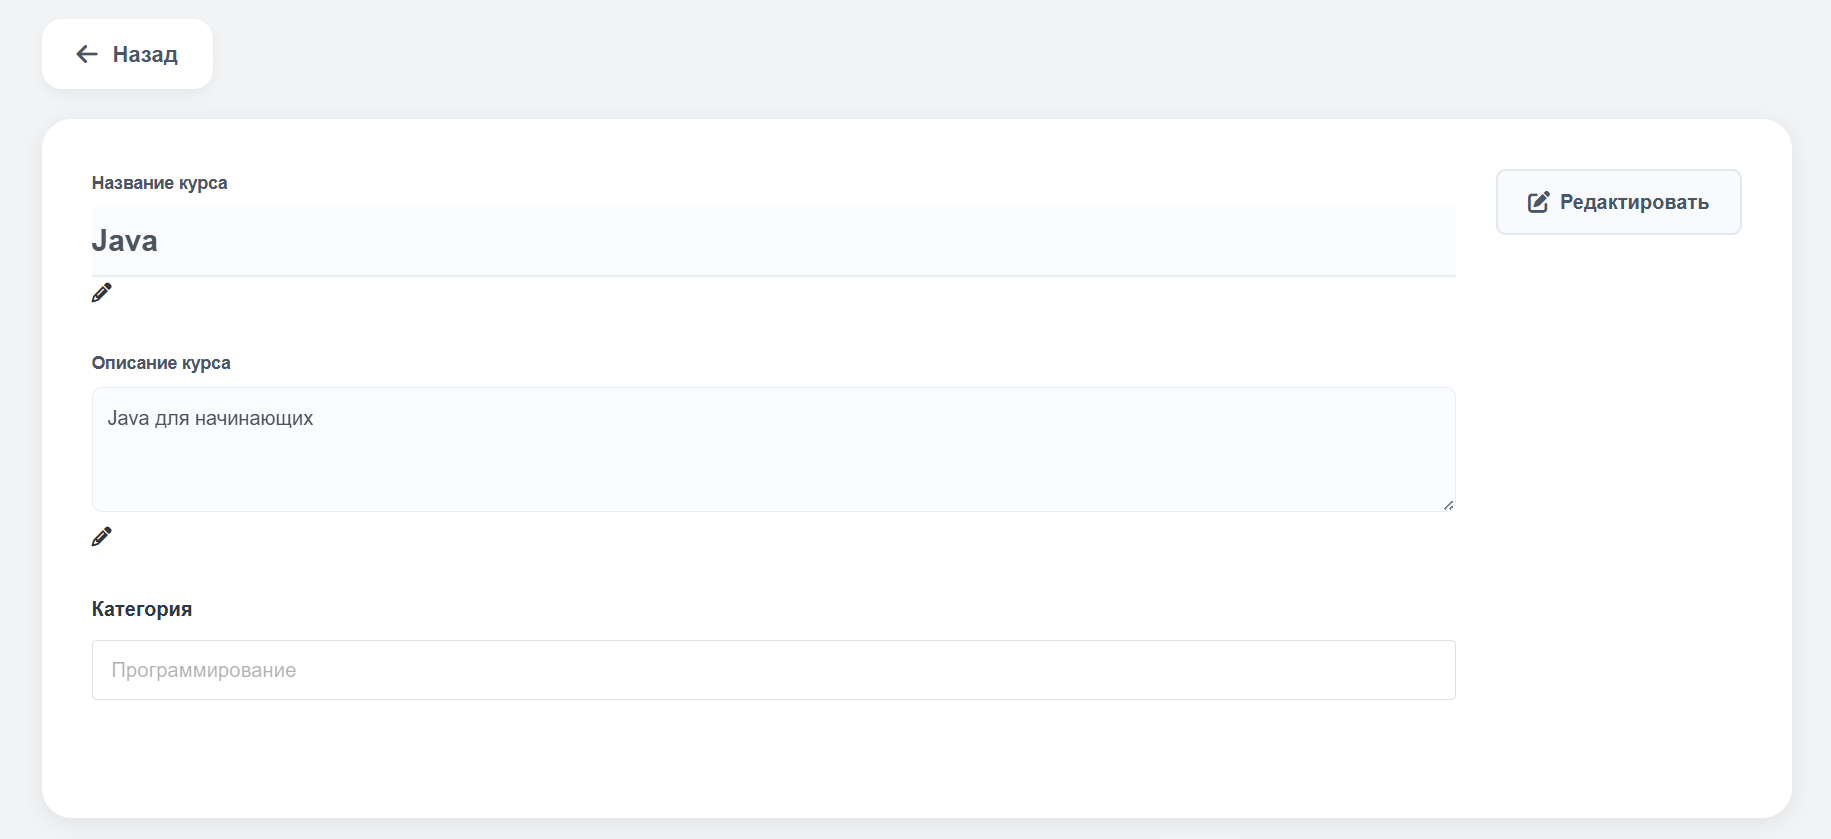 Назад
Название курса
Редактировать
Java
Описание курса
Java для начинающих
Категория
Программирование